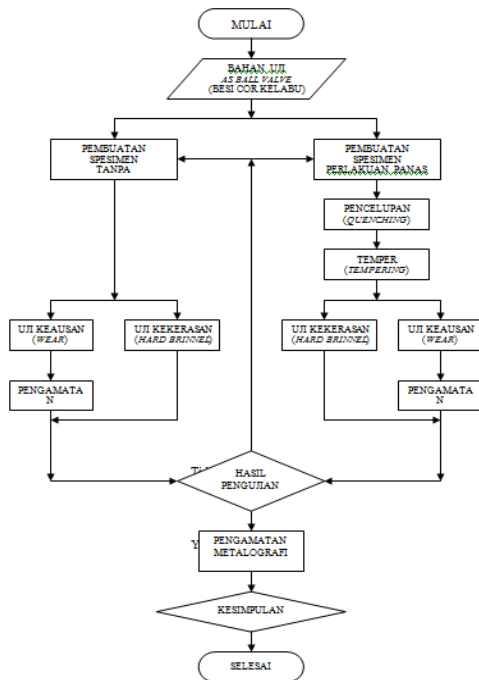 MULAI
BAHAN UJI
AS BALL VALVE
(BESI COR KELABU)
PEMBUATAN
SPESIMEN
TANPA
PEMBUATAN
SPESIMEN
PERLAKUAN PANAS
PENCELUPAN
(QUENCHING)
TEMPER
(TEMPERING)
UJI KEAUSAN
(WEAR)
UJI KEKERASAN
(HARD BRINNEL)
UJI KEKERASAN
(HARD BRINNEL)
UJI KEAUSAN
(WEAR)
PENGAMATA
N
PENGAMATA
N
HASIL
PENGUJIAN
Y
PENGAMATAN
METALOGRAFI
KESIMPULAN
SELESAI